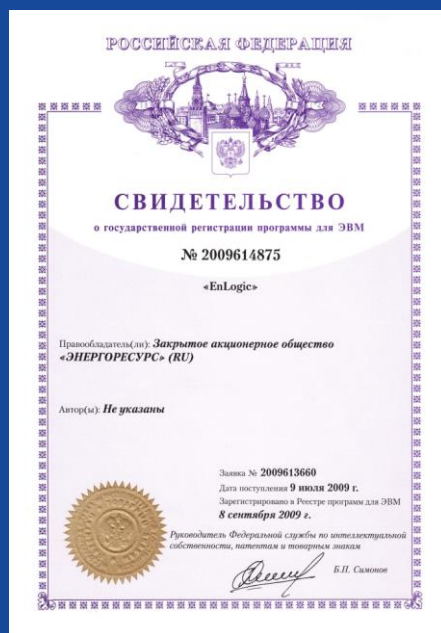 РОССИЙСКАЯ ФЕДЕРАЦИЯ
СВИДЕТЕЛЬСТВО
о государственной регистрации программы для ЭВМ
№ 2009614875
«EnLogic»
Правообладатель(ли): Закрытое акционерное общество
«ЭНЕРГОРЕСУРС» (RU)
Автор(ы): Не указаны
Заявка № 2009613660
Дата поступления 9 июля 2009 г.
Зарегистрировано в Реестре программ для ЭВМ
8 сентября 2009 г.
Руководитель Федеральной службы по интеллектуальной
собственности, патентам и товарным знакам
Б.П. Симонов